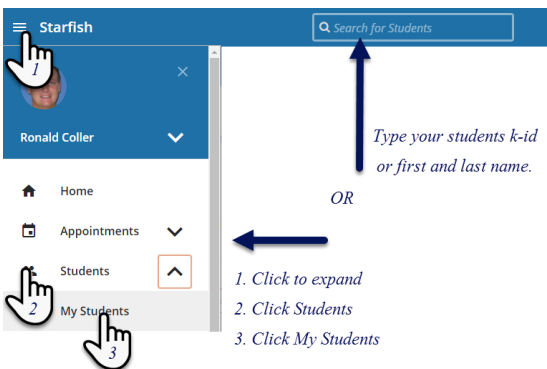 Starfish
Search for Students
1
Ronald Coller
Type your students k-id
or first and last name.
Home
OR
Appointments
Students
1. Click to expand
2
My Students
2. Click Students
3
3. Click My Students